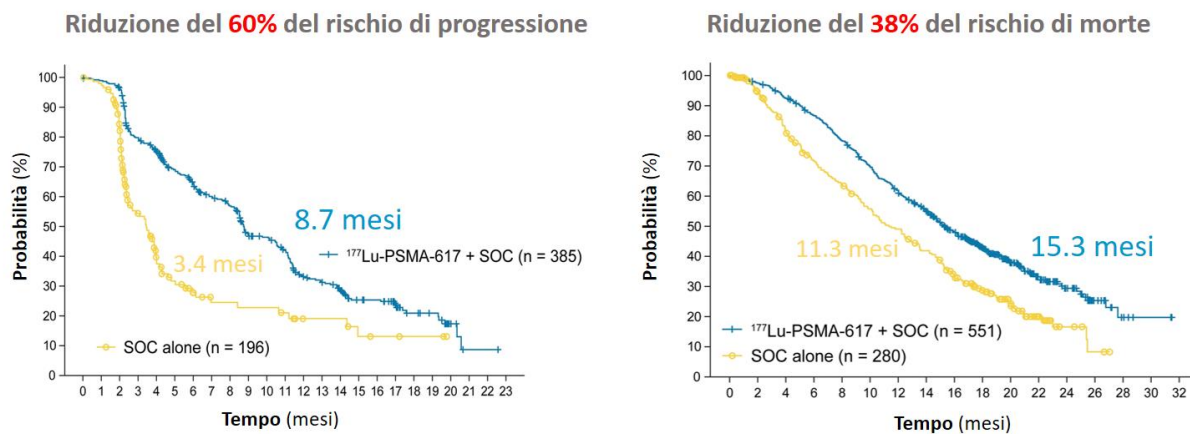 Riduzione del 60% del rischio di progressione
100
90
80
70
60
50
40
30
20
10
0
Probabilità (%)
8.7 mesi
¹⁷⁷Lu-PSMA-617 + SOC (n = 385)
3.4 mesi
SOC alone (n = 196)
0 1 2 3 4 5 6 7 8 9 10 11 12 13 14 15 16 17 18 19 20 21 22 23
Tempo (mesi)
Riduzione del 38% del rischio di morte
100
90
80
70
60
50
40
30
20
10
0
Probabilità (%)
11.3 mesi
15.3 mesi
¹⁷⁷Lu-PSMA-617 + SOC (n = 551)
SOC alone (n = 280)
0 2 4 6 8 10 12 14 16 18 20 22 24 26 28 30 31 32
Tempo (mesi)